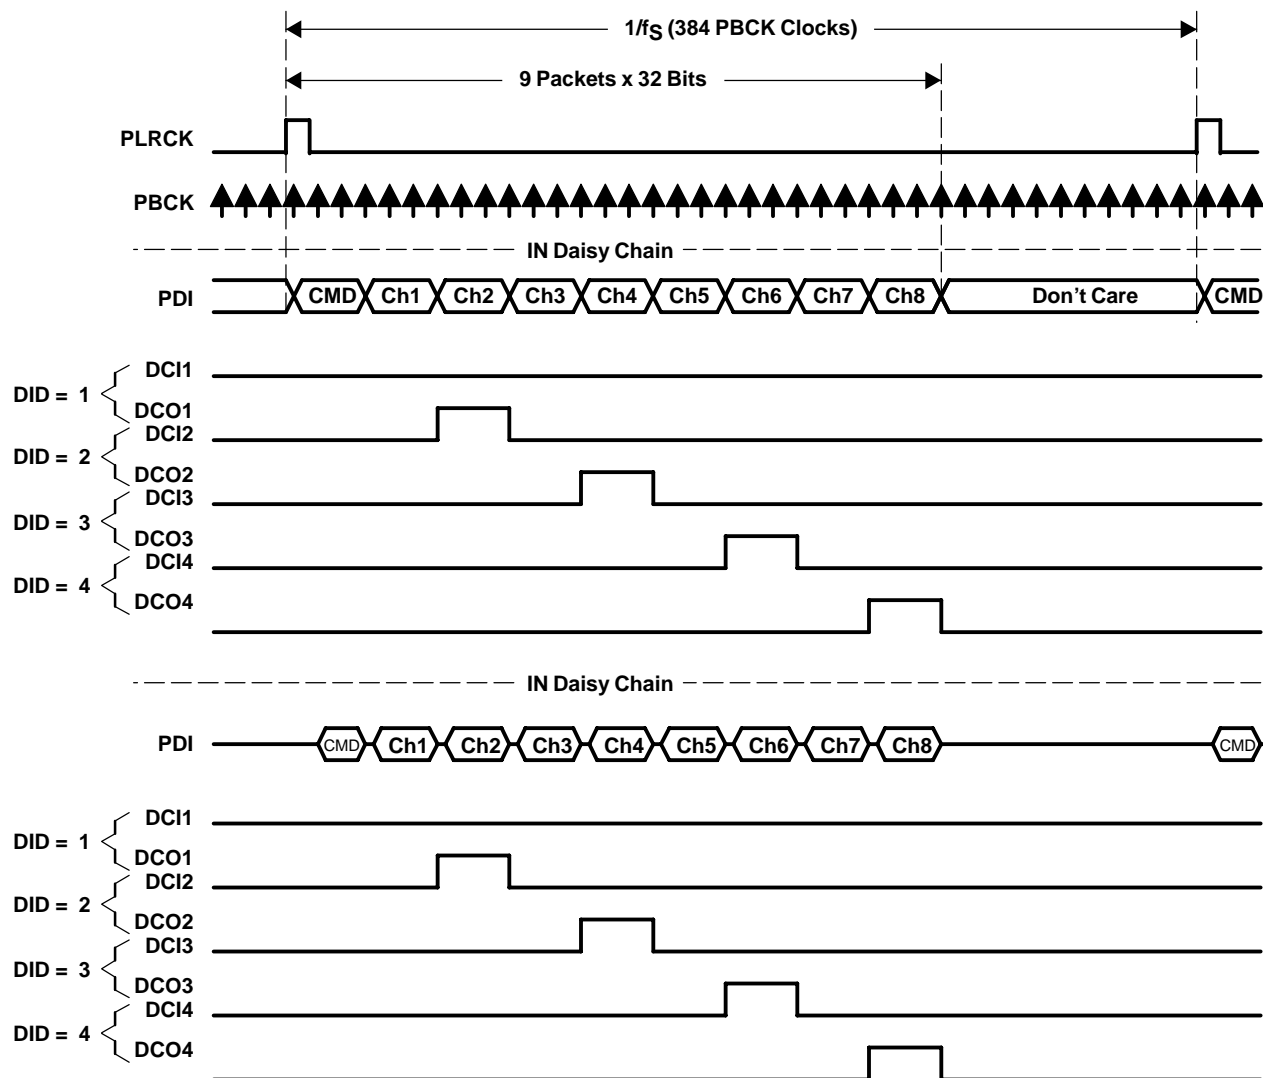 1/fS (384 PBCK Clocks)
9 Packets x 32 Bits
PLRCK
PBCK
IN Daisy Chain
PDI CMD Ch1 Ch2 Ch3 Ch4 Ch5 Ch6 Ch7 Ch8 Don't Care CMD
DCI1
DID = 1
DCO1
DCI2
DID = 2
DCO2
DCI3
DID = 3
DCO3
DCI4
DID = 4
DCO4
IN Daisy Chain
PDI CMD Ch1 Ch2 Ch3 Ch4 Ch5 Ch6 Ch7 Ch8 CMD
DCI1
DID = 1
DCO1
DCI2
DID = 2
DCO2
DCI3
DID = 3
DCO3
DCI4
DID = 4
DCO4